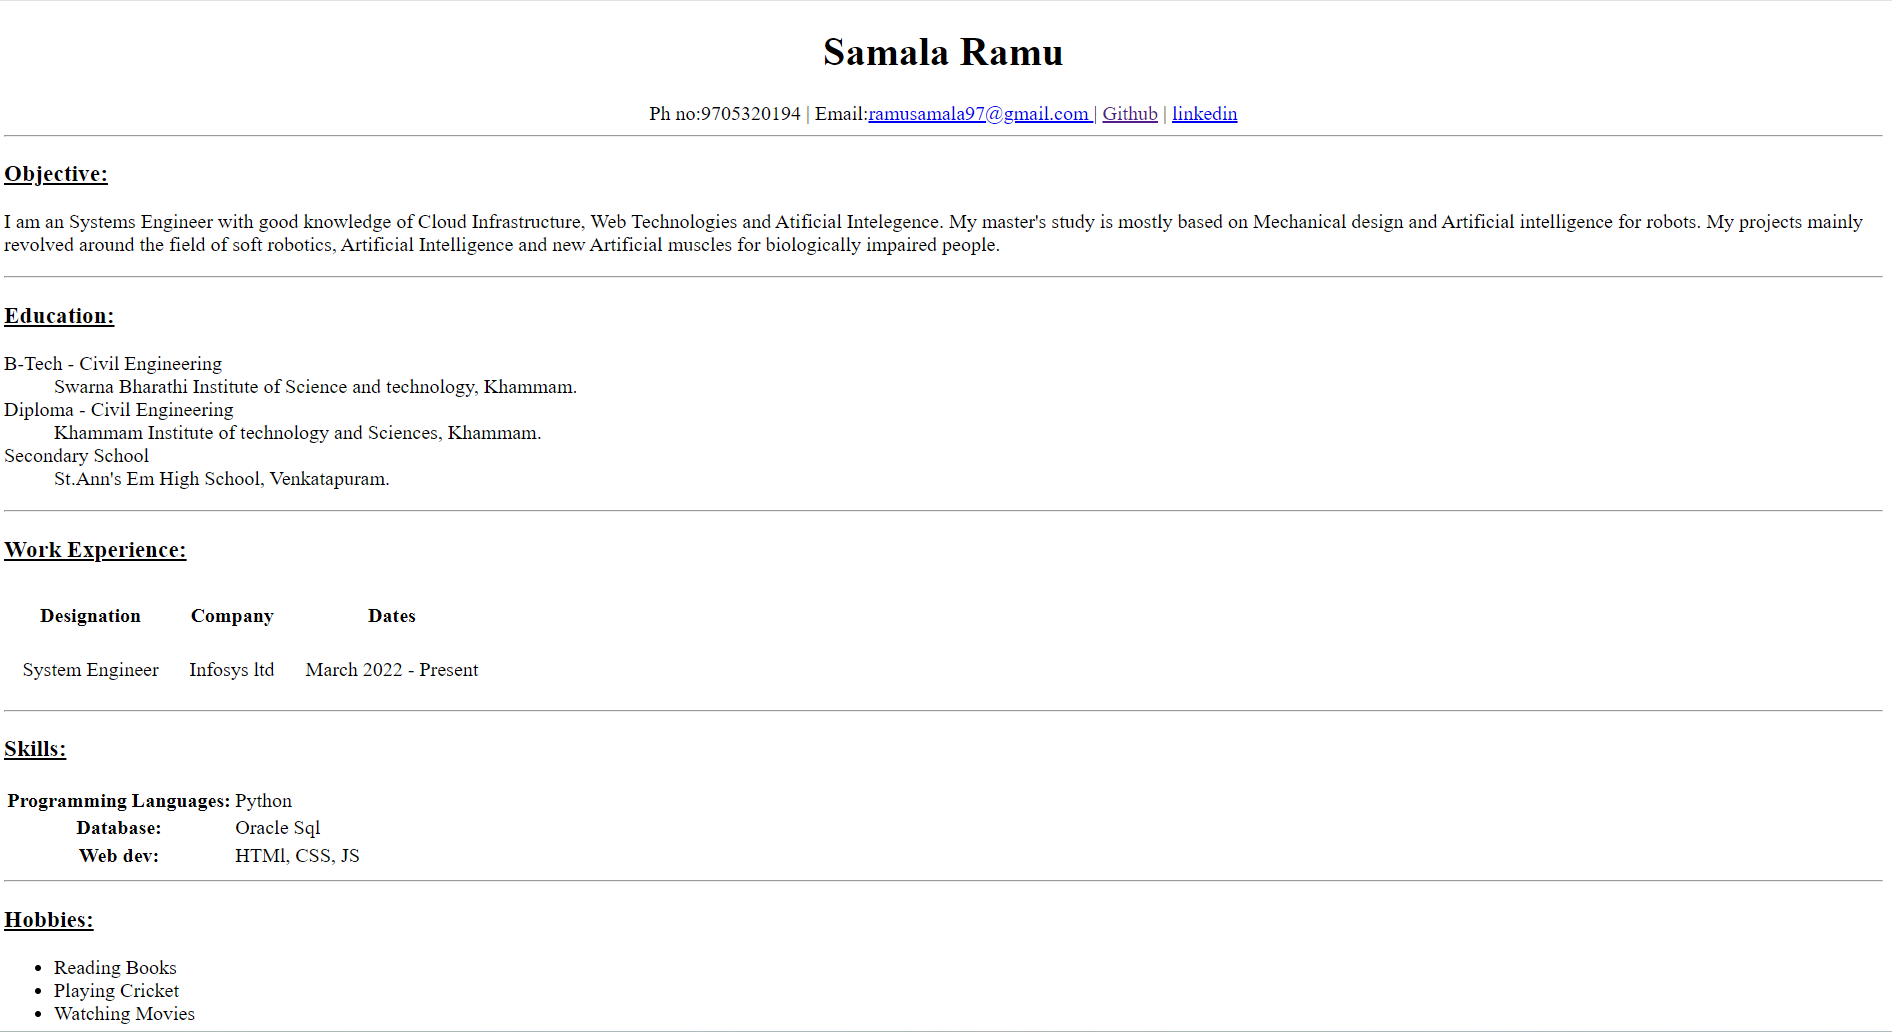 Samala Ramu
Ph no:9705320194 | Email:ramusamala97@gmail.com | Github | linkedin
Objective:
I am an Systems Engineer with good knowledge of Cloud Infrastructure, Web Technologies and Atificial Intelegence. My master's study is mostly based on Mechanical design and Artificial intelligence for robots. My projects mainly
revolved around the field of soft robotics, Artificial Intelligence and new Artificial muscles for biologically impaired people.
Education:
B-Tech - Civil Engineering
Swarna Bharathi Institute of Science and technology, Khammam.
Diploma - Civil Engineering
Khammam Institute of technology and Sciences, Khammam.
Secondary School
St.Ann's Em High School, Venkatapuram.
Work Experience:
Designation Company Dates
System Engineer Infosys ltd March 2022 - Present
Skills:
Programming Languages: Python
Database: Oracle Sql
Web dev: HTMl, CSS, JS
Hobbies:
• Reading Books
• Playing Cricket
• Watching Movies